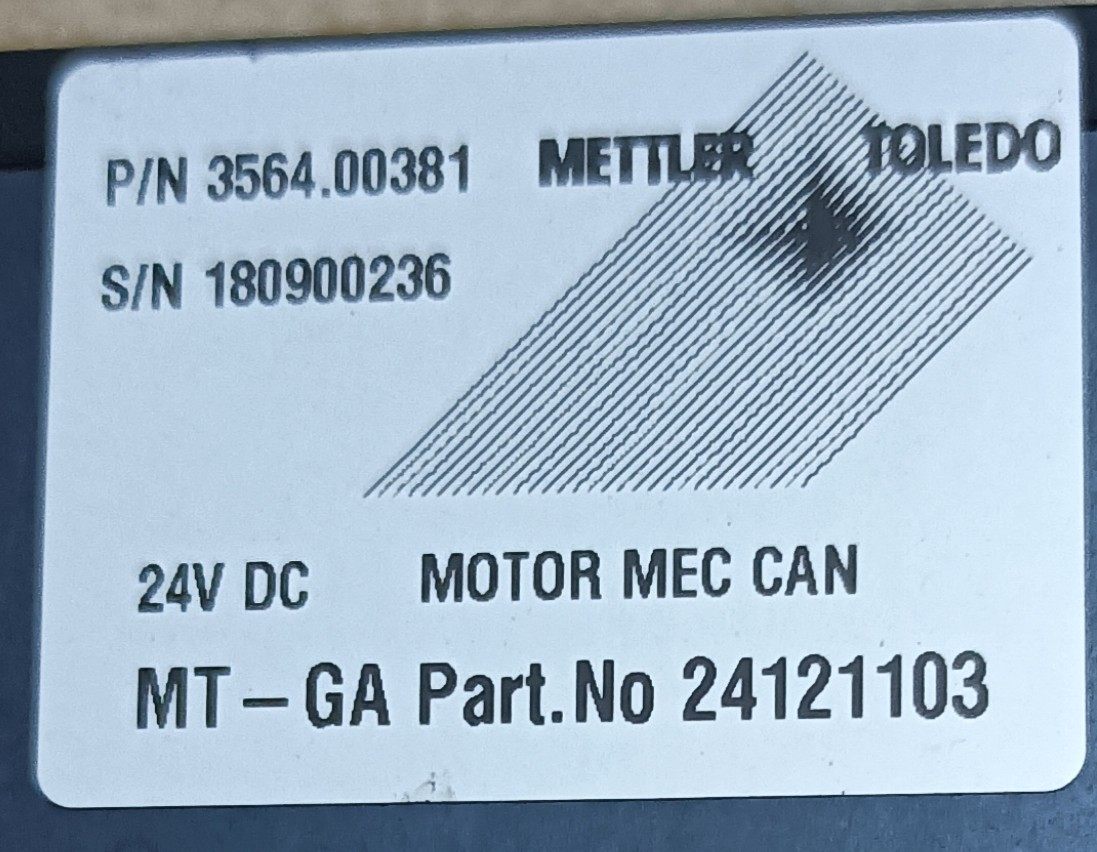 P/N 3564.00381 METTLER TOLEDO
S/N 180900236
24V DC MOTOR MEC CAN
MT – GA Part.No 24121103